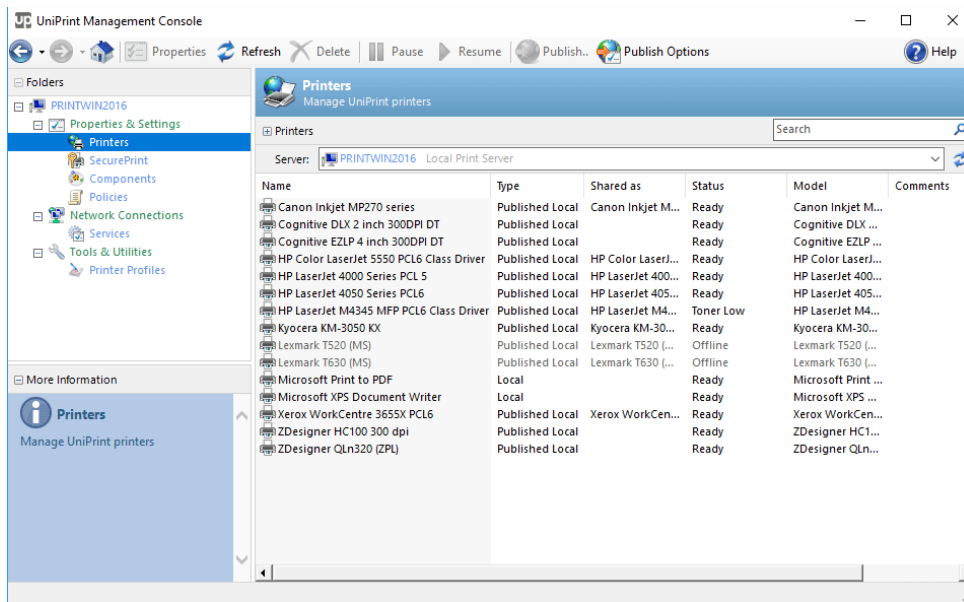 UP UniPrint Management Console
Properties Refresh Delete Pause Resume Publish.. Publish Options Help
Folders
PRINTWIN2016
Properties & Settings
Printers
SecurePrint
Components
Policies
Network Connections
Services
Tools & Utilities
Printer Profiles
More Information
Printers
Manage UniPrint printers
Printers
Manage UniPrint printers
Printers Search
Server: PRINTWIN2016 Local Print Server
Name Type Shared as Status Model Comments
Canon Inkjet MP270 series Published Local Canon Inkjet M... Ready Canon Inkjet M...
Cognitive DLX 2 inch 300DPI DT Published Local Ready Cognitive DLX ...
Cognitive EZLP 4 inch 300DPI DT Published Local Ready Cognitive EZLP ...
HP Color LaserJet 5550 PCL6 Class Driver Published Local HP Color LaserJ... Ready HP Color LaserJ...
HP LaserJet 4000 Series PCL 5 Published Local HP LaserJet 400... Ready HP LaserJet 400...
HP LaserJet 4050 Series PCL6 Published Local HP LaserJet 405... Ready HP LaserJet 405...
HP LaserJet M4345 MFP PCL6 Class Driver Published Local HP LaserJet M4... Toner Low HP LaserJet M4...
Kyocera KM-3050 KX Published Local Kyocera KM-30... Ready Kyocera KM-30...
Lexmark T520 (MS) Published Local Lexmark T520 (... Offline Lexmark T520 (...
Lexmark T630 (MS) Published Local Lexmark T630 (... Offline Lexmark T630 (...
Microsoft Print to PDF Local Ready Microsoft Print ...
Microsoft XPS Document Writer Local Ready Microsoft XPS ...
Xerox WorkCentre 3655X PCL6 Published Local Xerox WorkCen... Ready Xerox WorkCen...
ZDesigner HC100 300 dpi Published Local Ready ZDesigner HC1...
ZDesigner QLn320 (ZPL) Published Local Ready ZDesigner QLn...